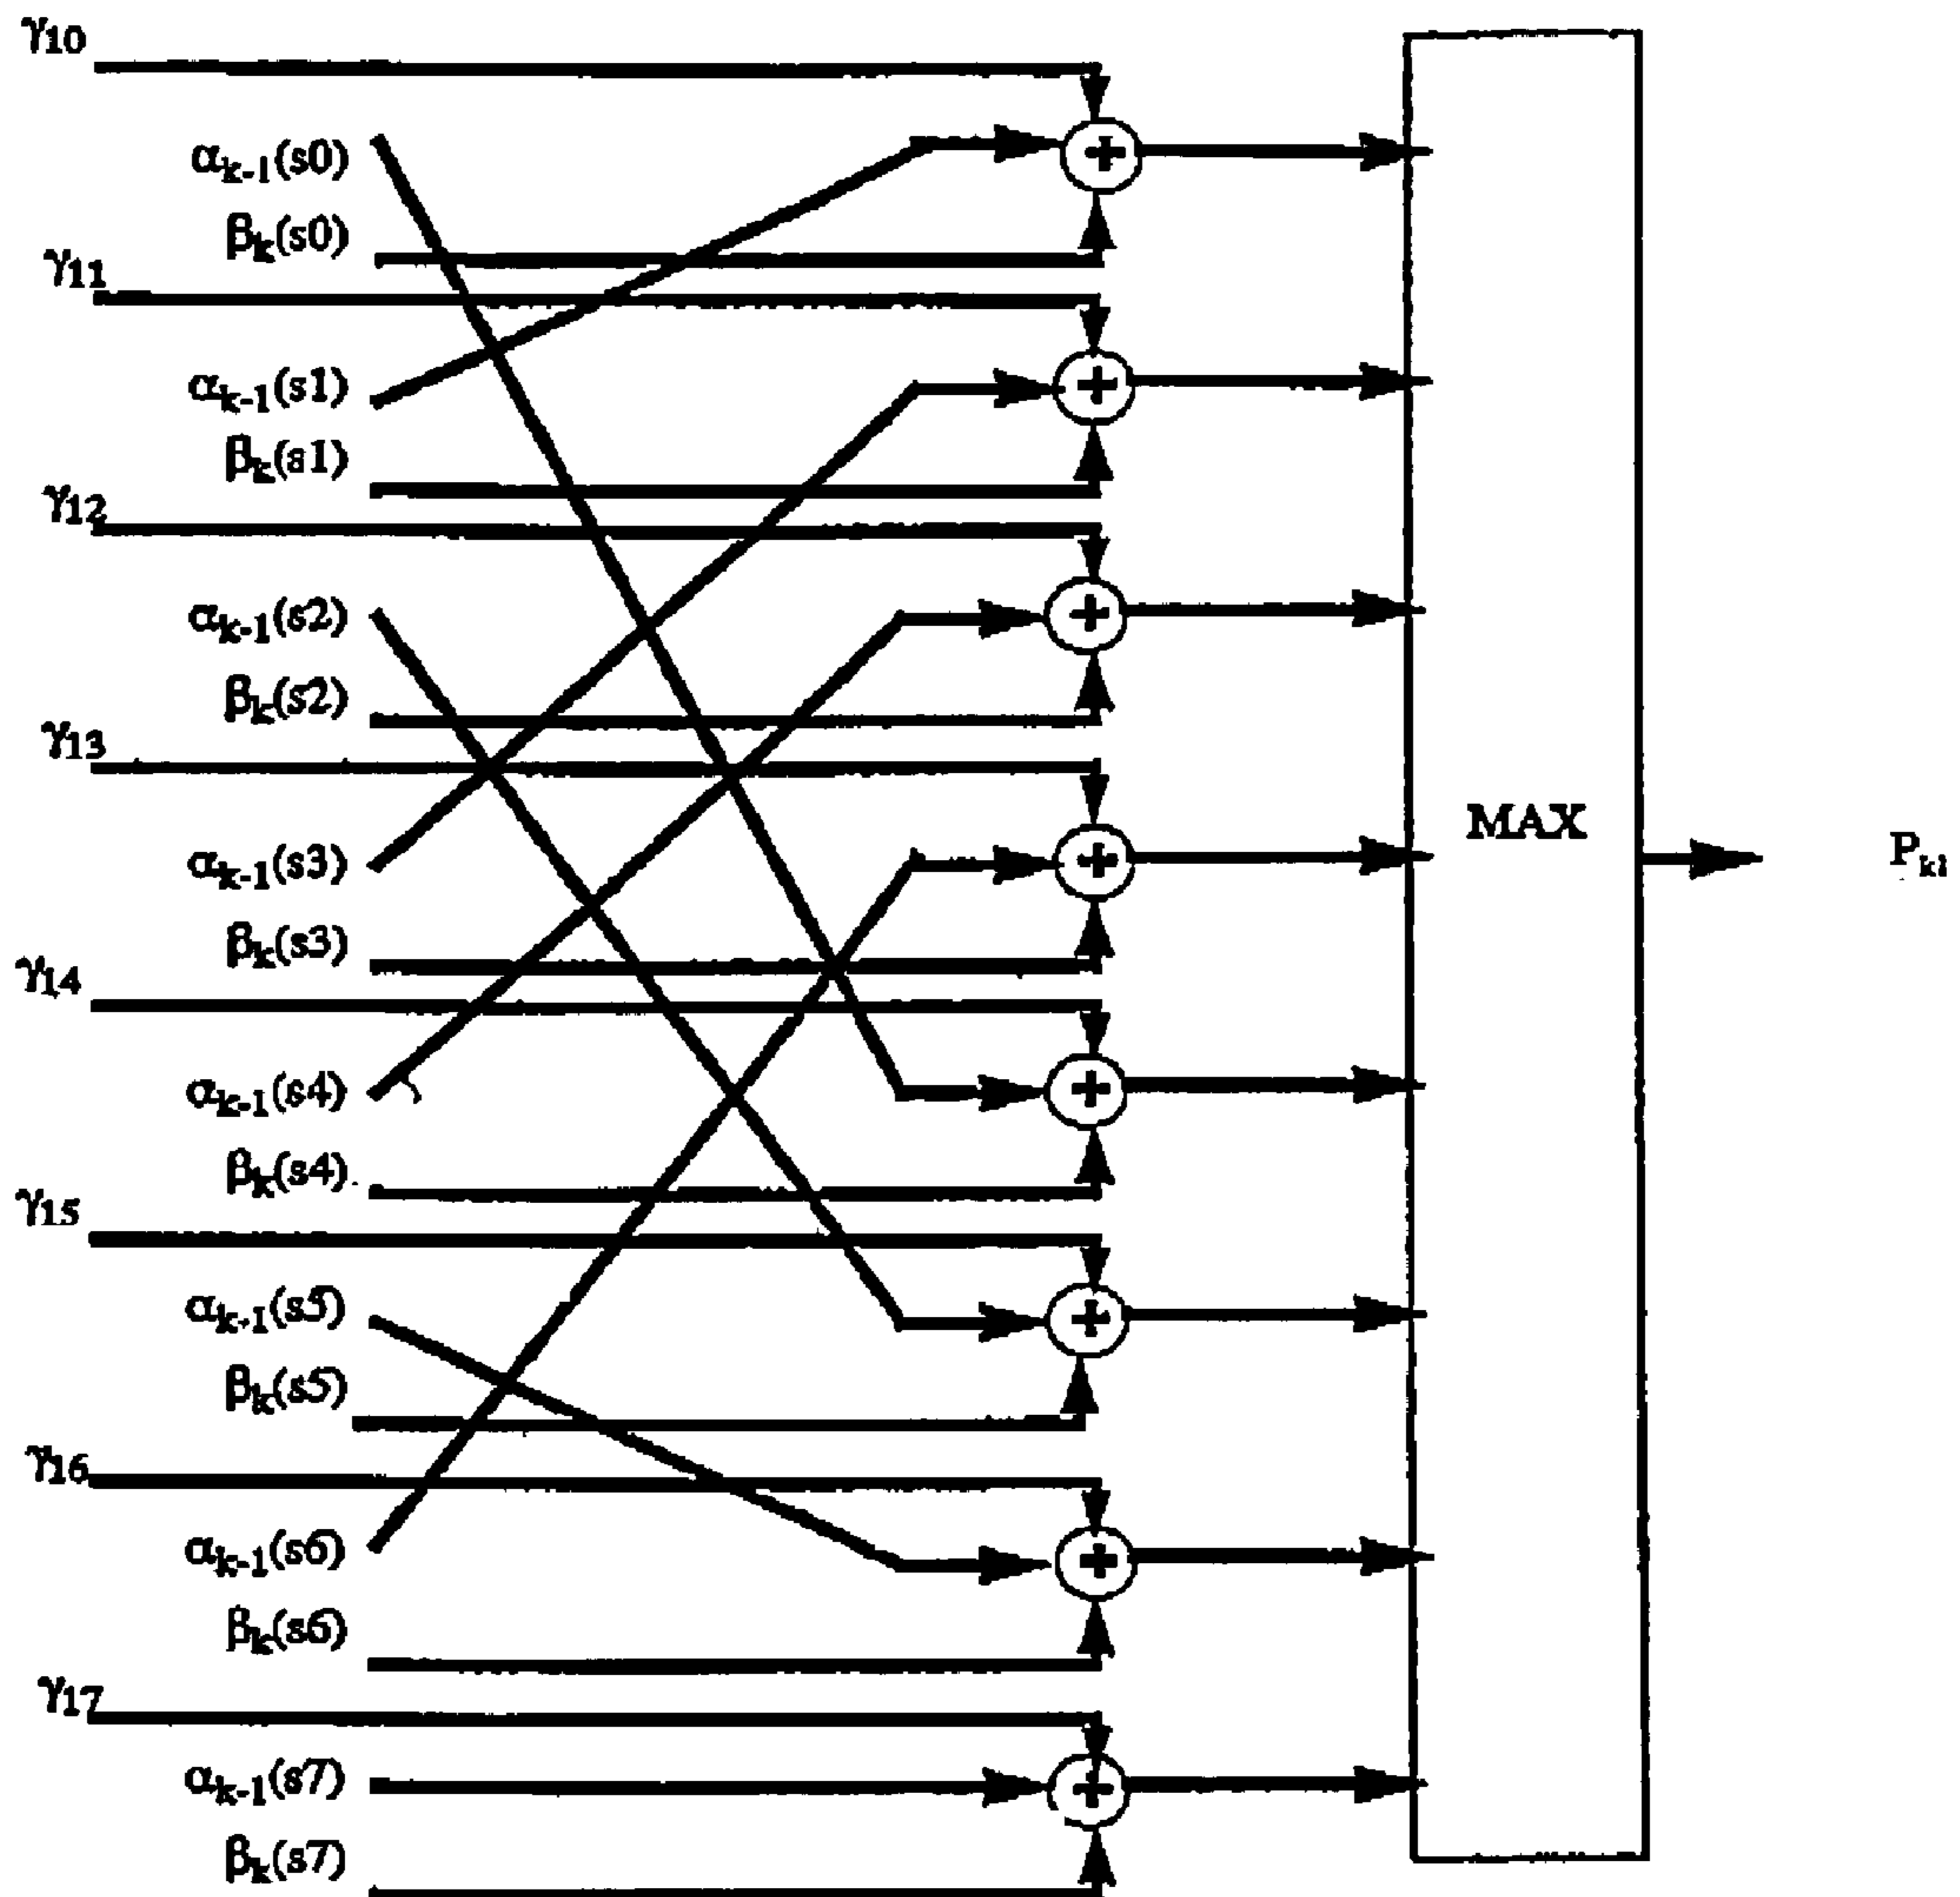 γ10
αk-1(s0)
βk(s0)
γ11
αk-1(s1)
βk(s1)
γ12
αk-1(s2)
βk(s2)
γ13
αk-1(s3)
βk(s3)
γ14
αk-1(s4)
βk(s4)
γ15
αk-1(s5)
βk(s5)
γ16
αk-1(s6)
βk(s6)
γ17
αk-1(s7)
βk(s7)
+
+
+
+
+
+
+
+
MAX